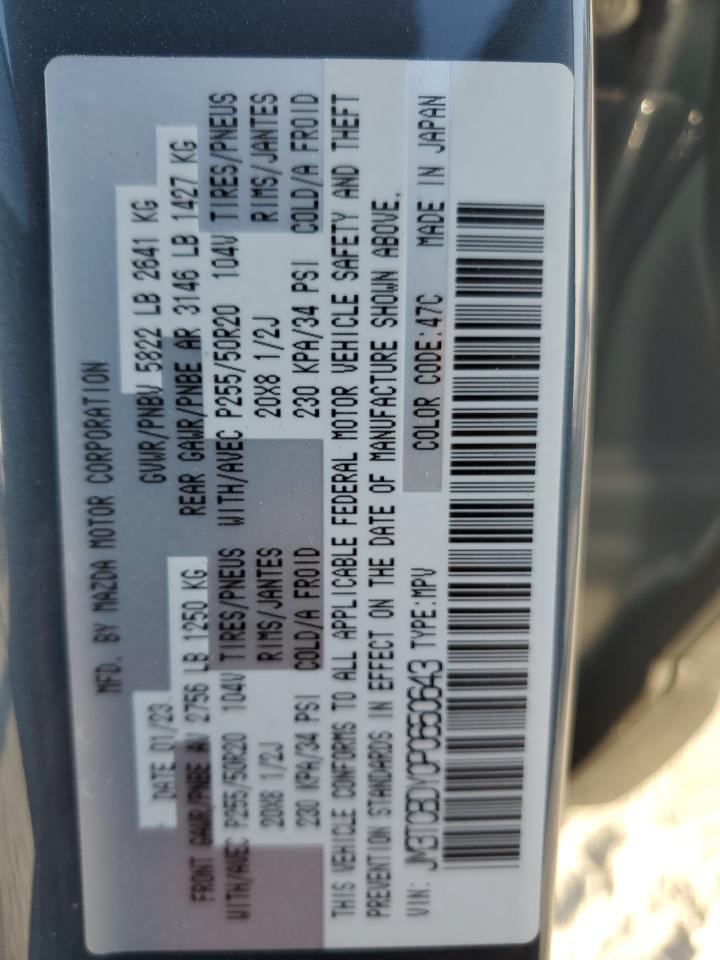 MFD. BY MAZDA MOTOR CORPORATION
DATE 01/23 GVWR/PNBV 5822 LB 2641 KG
FRONT GAWR/PNBE AV 2756 LB 1250 KG REAR GAWR/PNBE AR 3146 LB 1427 KG
WITH/AVEC P255/50R20 104V TIRES/PNEUS WITH/AVEC P255/50R20 104V TIRES/PNEUS
20X8 1/2J RIMS/JANTES 20X8 1/2J RIMS/JANTES
230 KPA/34 PSI COLD/A FROID 230 KPA/34 PSI COLD/A FROID
THIS VEHICLE CONFORMS TO ALL APPLICABLE FEDERAL MOTOR VEHICLE SAFETY AND THEFT
PREVENTION STANDARDS IN EFFECT ON THE DATE OF MANUFACTURE SHOWN ABOVE.
VIN: JM3TCBDY0P0650643 TYPE:MPV COLOR CODE:47C MADE IN JAPAN